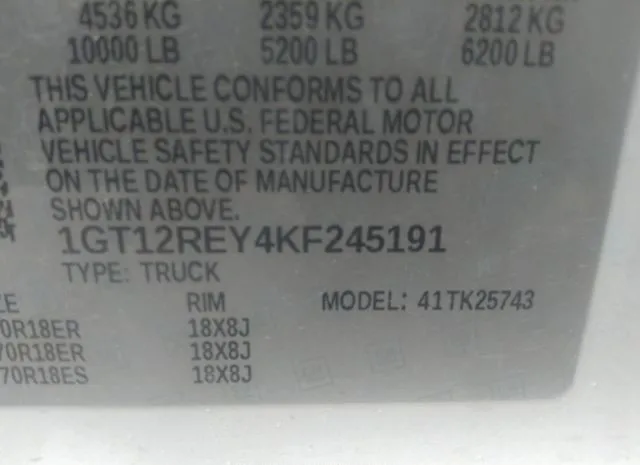 4536 KG 2359 KG 2812 KG
10000 LB 5200 LB 6200 LB
THIS VEHICLE CONFORMS TO ALL
APPLICABLE U.S. FEDERAL MOTOR
VEHICLE SAFETY STANDARDS IN EFFECT
ON THE DATE OF MANUFACTURE
SHOWN ABOVE.
1GT12REY4KF245191
TYPE: TRUCK
ZE RIM MODEL: 41TK25743
70R18ER 18X8J
70R18ER 18X8J
70R18ES 18X8J